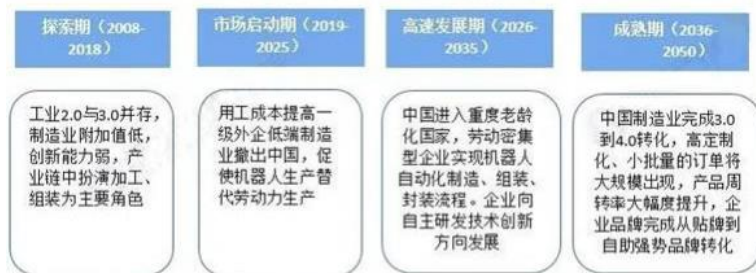 探索期（2008-
2018）
市场启动期（2019-
2025）
高速发展期（2026-
2035）
成熟期（2036-
2050）
工业2.0与3.0并存，
制造业附加值低，
创新能力弱，产
业链中扮演加工、
组装为主要角色
用工成本提高一
级外企低端制造
业撤出中国，促
使机器人生产替
代劳动力生产
中国进入重度老龄
化国家，劳动密集
型企业实现机器人
自动化制造、组装、
封装流程。企业向
自主研发技术创新
方向发展
中国制造业完成3.0
到4.0转化，高定制
化、小批量的订单将
大规模出现，产品周
转率大幅度提升，企
业品牌完成从贴牌到
自助强势品牌转化